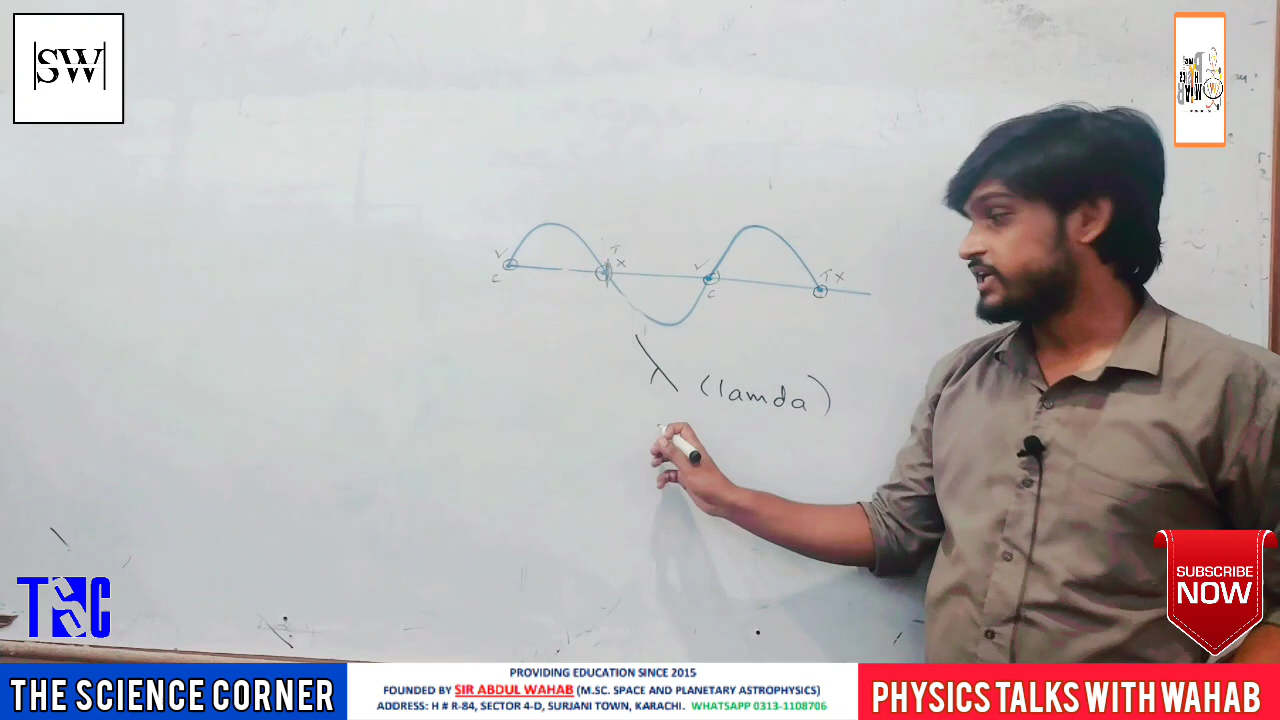 |SW|
T
X
C
C
X
λ (lamda)
SUBSCRIBE
NOW
TSC
THE SCIENCE CORNER
PROVIDING EDUCATION SINCE 2015
FOUNDED BY SIR ABDUL WAHAB (M.SC. SPACE AND PLANETARY ASTROPHYSICS)
ADDRESS: H # R-84, SECTOR 4-D, SURJANI TOWN, KARACHI. WHATSAPP 0313-1108706
PHYSICS TALKS WITH WAHAB